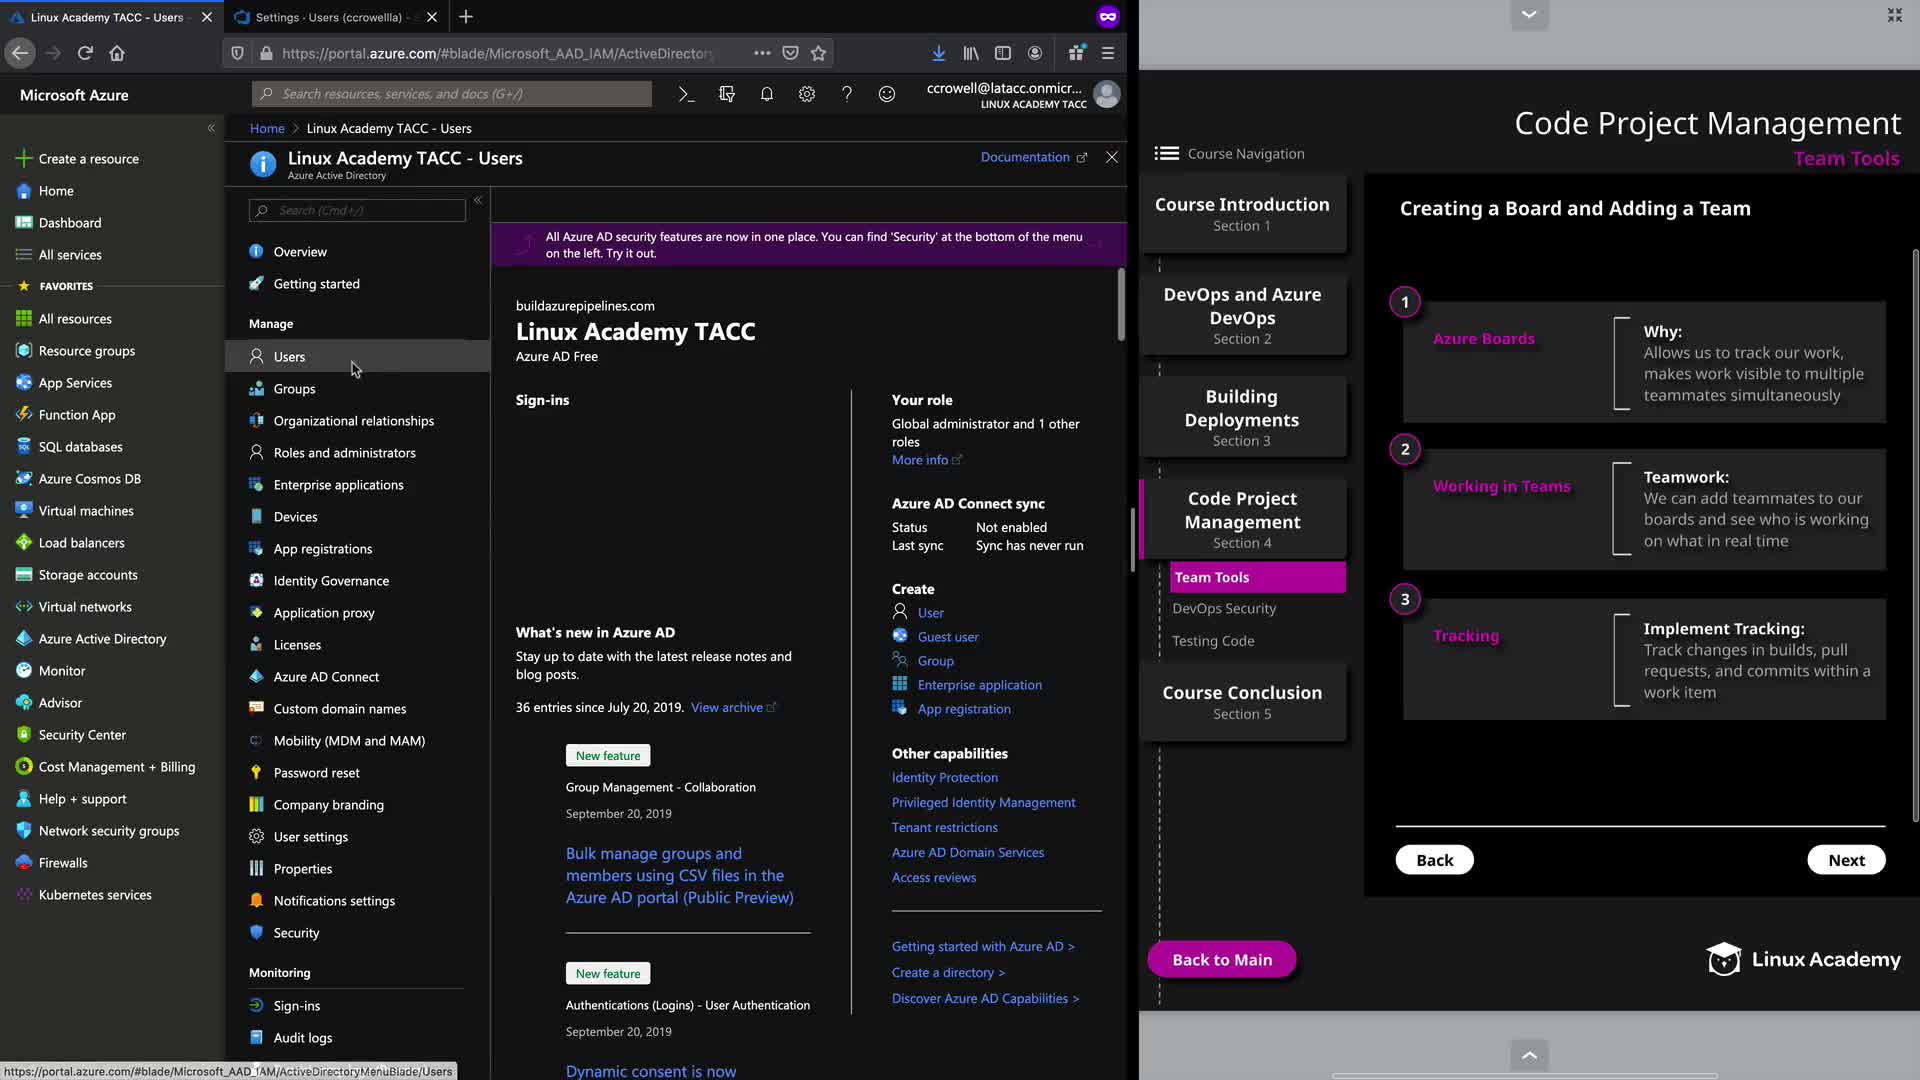 Linux Academy TACC - Users
Settings · Users (ccrowellla) -
https://portal.azure.com/#blade/Microsoft_AAD_IAM/ActiveDirectory
Microsoft Azure
Search resources, services, and docs (G+/)
ccrowell@latacc.onmicr...
LINUX ACADEMY TACC
Create a resource
Home
Dashboard
All services
FAVORITES
All resources
Resource groups
App Services
Function App
SQL databases
Azure Cosmos DB
Virtual machines
Load balancers
Storage accounts
Virtual networks
Azure Active Directory
Monitor
Advisor
Security Center
Cost Management + Billing
Help + support
Network security groups
Firewalls
Kubernetes services
Home > Linux Academy TACC - Users
Linux Academy TACC - Users
Azure Active Directory
Documentation
Search (Cmd+/)
Overview
Getting started
Manage
Users
Groups
Organizational relationships
Roles and administrators
Enterprise applications
Devices
App registrations
Identity Governance
Application proxy
Licenses
Azure AD Connect
Custom domain names
Mobility (MDM and MAM)
Password reset
Company branding
User settings
Properties
Notifications settings
Security
Monitoring
Sign-ins
Audit logs
https://portal.azure.com/#blade/Microsoft_AAD_IAM/ActiveDirectoryMenuBlade/Users
All Azure AD security features are now in one place. You can find 'Security' at the bottom of the menu
on the left. Try it out.
buildazurepipelines.com
Linux Academy TACC
Azure AD Free
Sign-ins
What's new in Azure AD
Stay up to date with the latest release notes and
blog posts.
36 entries since July 20, 2019. View archive
New feature
Group Management - Collaboration
September 20, 2019
Bulk manage groups and
members using CSV files in the
Azure AD portal (Public Preview)
New feature
Authentications (Logins) - User Authentication
September 20, 2019
Dynamic consent is now
Your role
Global administrator and 1 other
roles
More info
Azure AD Connect sync
Status Not enabled
Last sync Sync has never run
Create
User
Guest user
Group
Enterprise application
App registration
Other capabilities
Identity Protection
Privileged Identity Management
Tenant restrictions
Azure AD Domain Services
Access reviews
Getting started with Azure AD >
Create a directory >
Discover Azure AD Capabilities >
Code Project Management
Team Tools
Course Navigation
Course Introduction
Section 1
DevOps and Azure
DevOps
Section 2
Building
Deployments
Section 3
Code Project
Management
Section 4
Team Tools
DevOps Security
Testing Code
Course Conclusion
Section 5
Back to Main
Creating a Board and Adding a Team
1
Azure Boards
Why:
Allows us to track our work,
makes work visible to multiple
teammates simultaneously
2
Working in Teams
Teamwork:
We can add teammates to our
boards and see who is working
on what in real time
3
Tracking
Implement Tracking:
Track changes in builds, pull
requests, and commits within a
work item
Back
Next
Linux Academy